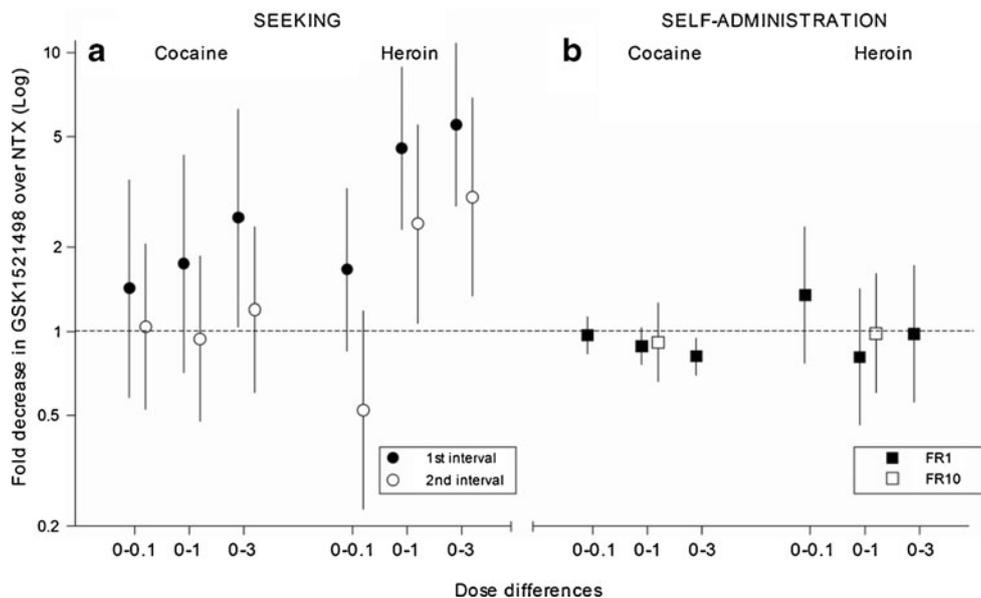 SEEKING
SELF-ADMINISTRATION
a
Cocaine
Heroin
b
Cocaine
Heroin
Fold decrease in GSK1521498 over NTX (Log)
10
5
2
1
0.5
0.2
1st interval
2nd interval
FR1
FR10
0-0.1 0-1 0-3 0-0.1 0-1 0-3 0-0.1 0-1 0-3 0-0.1 0-1 0-3
Dose differences